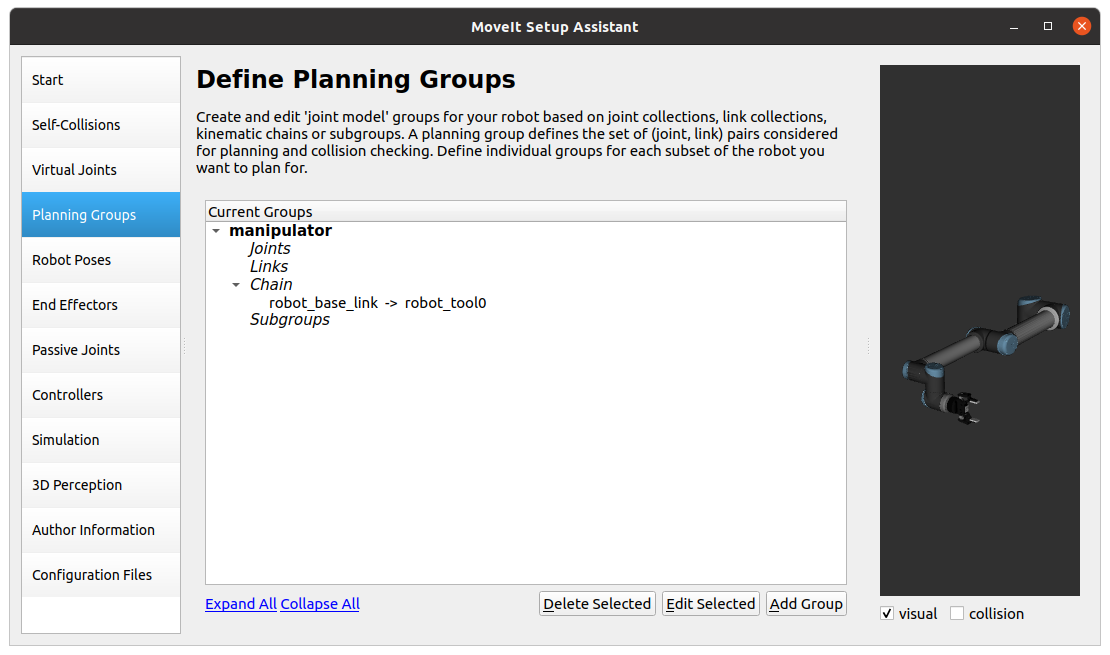 MoveIt Setup Assistant
Start
Self-Collisions
Virtual Joints
Planning Groups
Robot Poses
End Effectors
Passive Joints
Controllers
Simulation
3D Perception
Author Information
Configuration Files
Define Planning Groups
Create and edit 'joint model' groups for your robot based on joint collections, link collections,
kinematic chains or subgroups. A planning group defines the set of (joint, link) pairs considered
for planning and collision checking. Define individual groups for each subset of the robot you
want to plan for.
Current Groups
manipulator
Joints
Links
Chain
robot_base_link -> robot_tool0
Subgroups
Expand All Collapse All
Delete Selected Edit Selected Add Group
visual collision